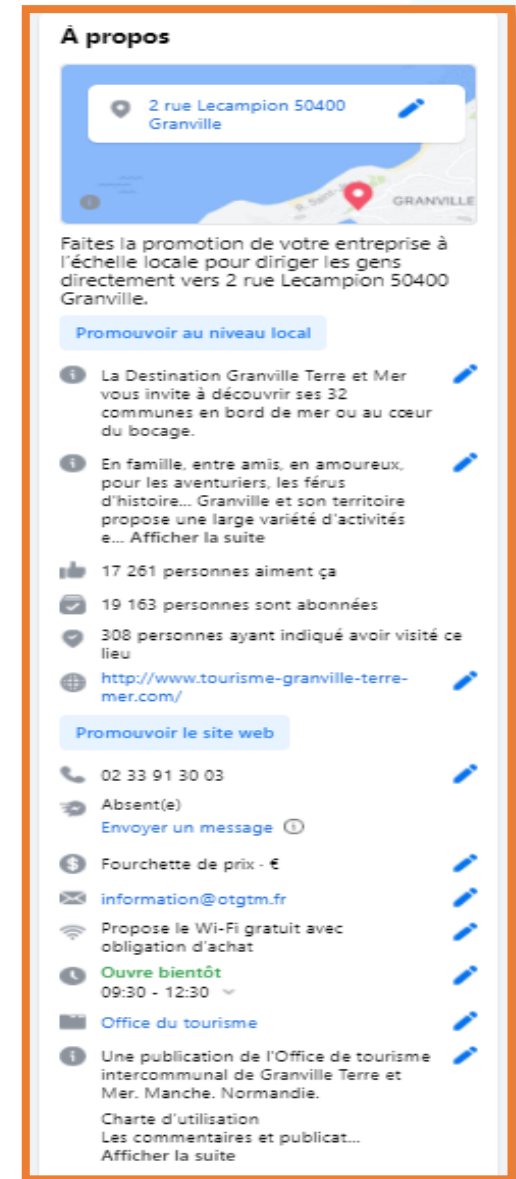 À propos
2 rue Lecampion 50400
Granville
R. Saint-
GRANVILLE
Faites la promotion de votre entreprise à
l'échelle locale pour diriger les gens
directement vers 2 rue Lecampion 50400
Granville.
Promouvoir au niveau local
La Destination Granville Terre et Mer
vous invite à découvrir ses 32
communes en bord de mer ou au cœur
du bocage.
En famille, entre amis, en amoureux,
pour les aventuriers, les férus
d'histoire... Granville et son territoire
propose une large variété d'activités
e... Afficher la suite
17 261 personnes aiment ça
19 163 personnes sont abonnées
308 personnes ayant indiqué avoir visité ce
lieu
http://www.tourisme-granville-terre-
mer.com/
Promouvoir le site web
02 33 91 30 03
Absent(e)
Envoyer un message
Fourchette de prix - €
information@otgtm.fr
Propose le Wi-Fi gratuit avec
obligation d'achat
Ouvre bientôt
09:30 - 12:30
Office du tourisme
Une publication de l'Office de tourisme
intercommunal de Granville Terre et
Mer. Manche. Normandie.
Charte d'utilisation
Les commentaires et publicat...
Afficher la suite